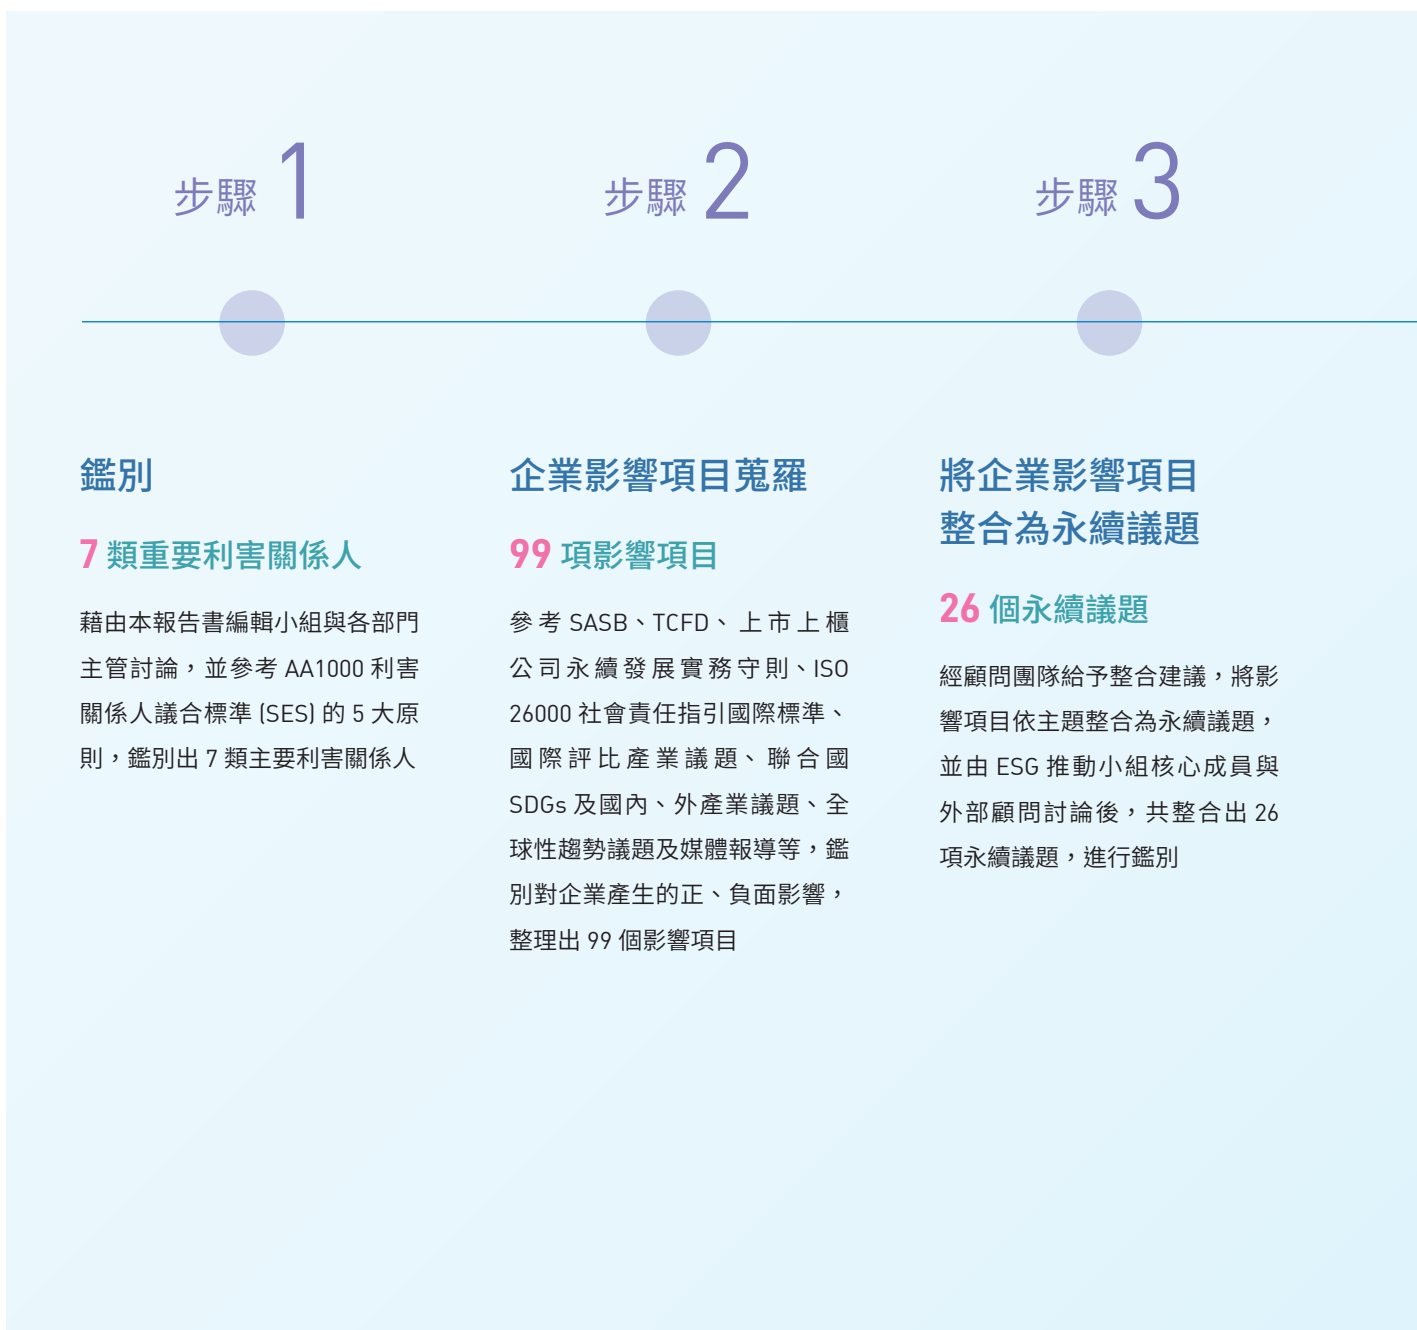 步驟 1
鑑別
7 類重要利害關係人
藉由本報告書編輯小組與各部門
主管討論，並參考 AA1000 利害
關係人議合標準 (SES) 的 5 大原
則，鑑別出 7 類主要利害關係人
步驟 2
企業影響項目蒐羅
99 項影響項目
參考 SASB、TCFD、上市上櫃
公司永續發展實務守則、ISO
26000 社會責任指引國際標準、
國際評比產業議題、聯合國
SDGs 及國內、外產業議題、全
球性趨勢議題及媒體報導等，鑑
別對企業產生的正、負面影響，
整理出 99 個影響項目
步驟 3
將企業影響項目
整合為永續議題
26 個永續議題
經顧問團隊給予整合建議，將影
響項目依主題整合為永續議題，
並由 ESG 推動小組核心成員與
外部顧問討論後，共整合出 26
項永續議題，進行鑑別